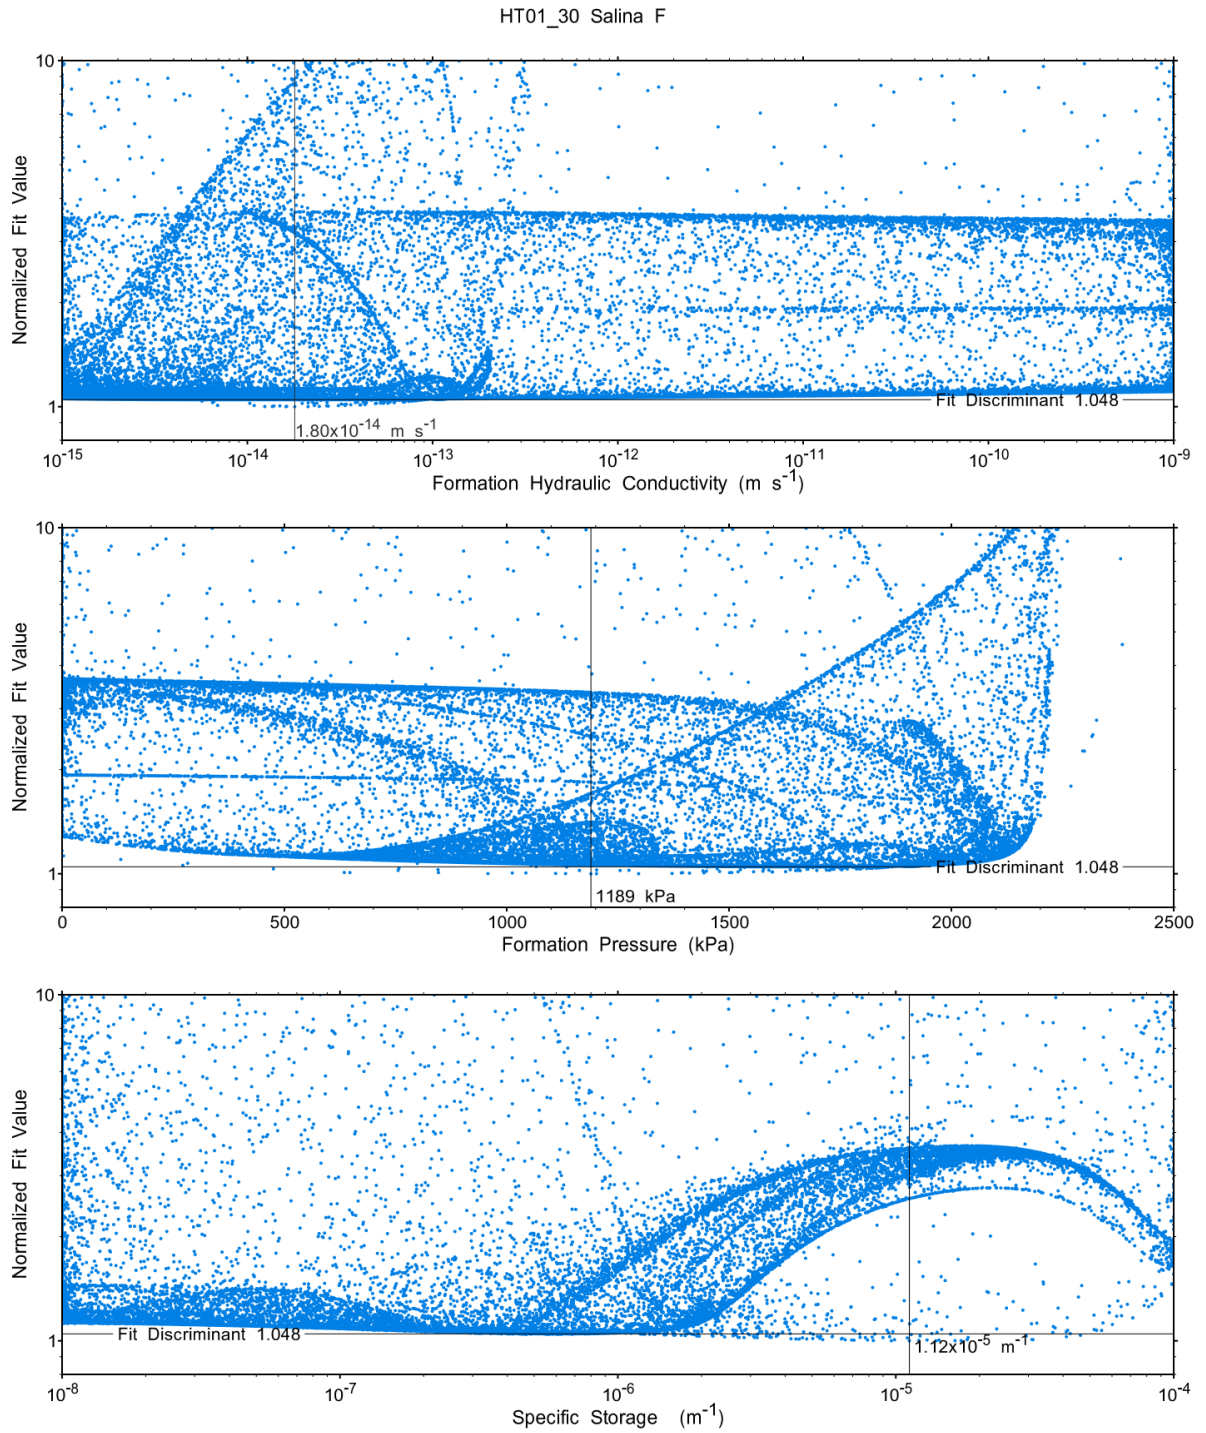 HT01_30 Salina F
10
1
Normalized Fit Value
Fit Discriminant 1.048
1.80x10⁻¹⁴ m s⁻¹
10⁻¹⁵ 10⁻¹⁴ 10⁻¹³ 10⁻¹² 10⁻¹¹ 10⁻¹⁰ 10⁻⁹
Formation Hydraulic Conductivity (m s⁻¹)
10
1
Normalized Fit Value
Fit Discriminant 1.048
1189 kPa
0 500 1000 1500 2000 2500
Formation Pressure (kPa)
10
1
Normalized Fit Value
Fit Discriminant 1.048
1.12x10⁻⁵ m⁻¹
10⁻⁸ 10⁻⁷ 10⁻⁶ 10⁻⁵ 10⁻⁴
Specific Storage (m⁻¹)